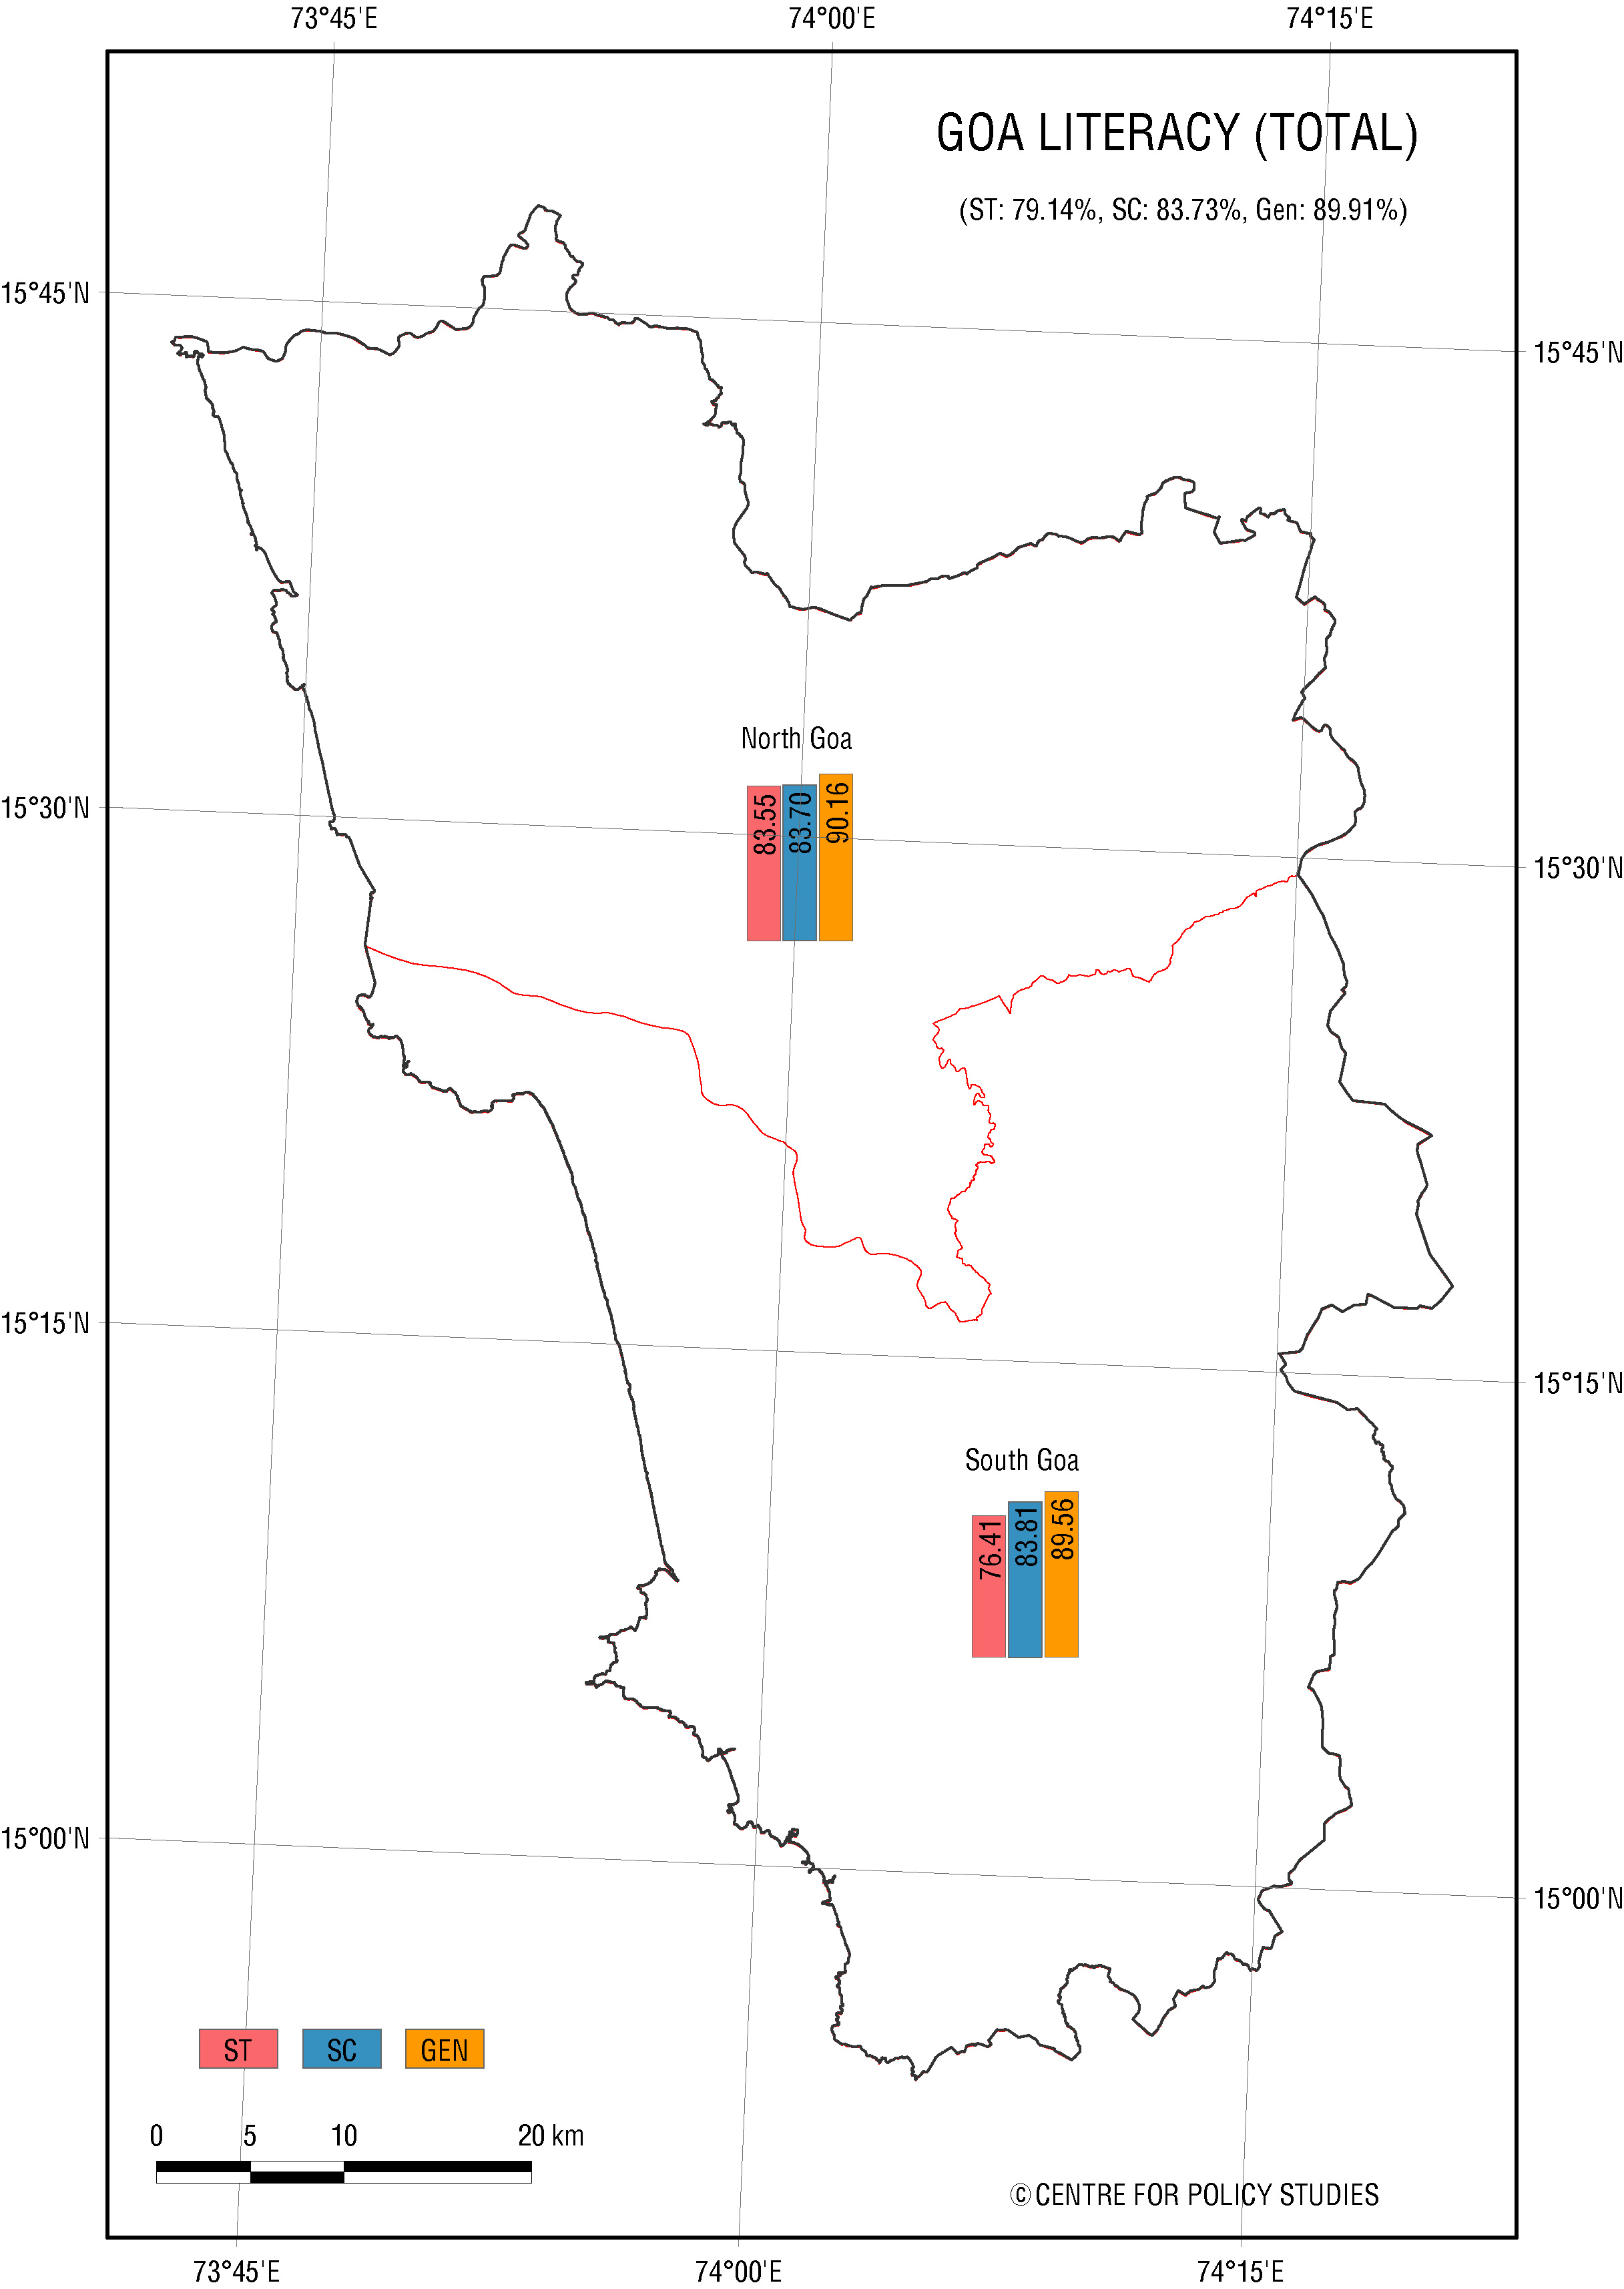 73°45'E 74°00'E 74°15'E
GOA LITERACY (TOTAL)
(ST: 79.14%, SC: 83.73%, Gen: 89.91%)
15°45'N
15°45'N
North Goa
83.55 83.70 90.16
15°30'N
15°30'N
15°15'N
15°15'N
South Goa
76.41 83.81 89.56
15°00'N
15°00'N
ST SC GEN
0 5 10 20 km
©CENTRE FOR POLICY STUDIES
73°45'E 74°00'E 74°15'E